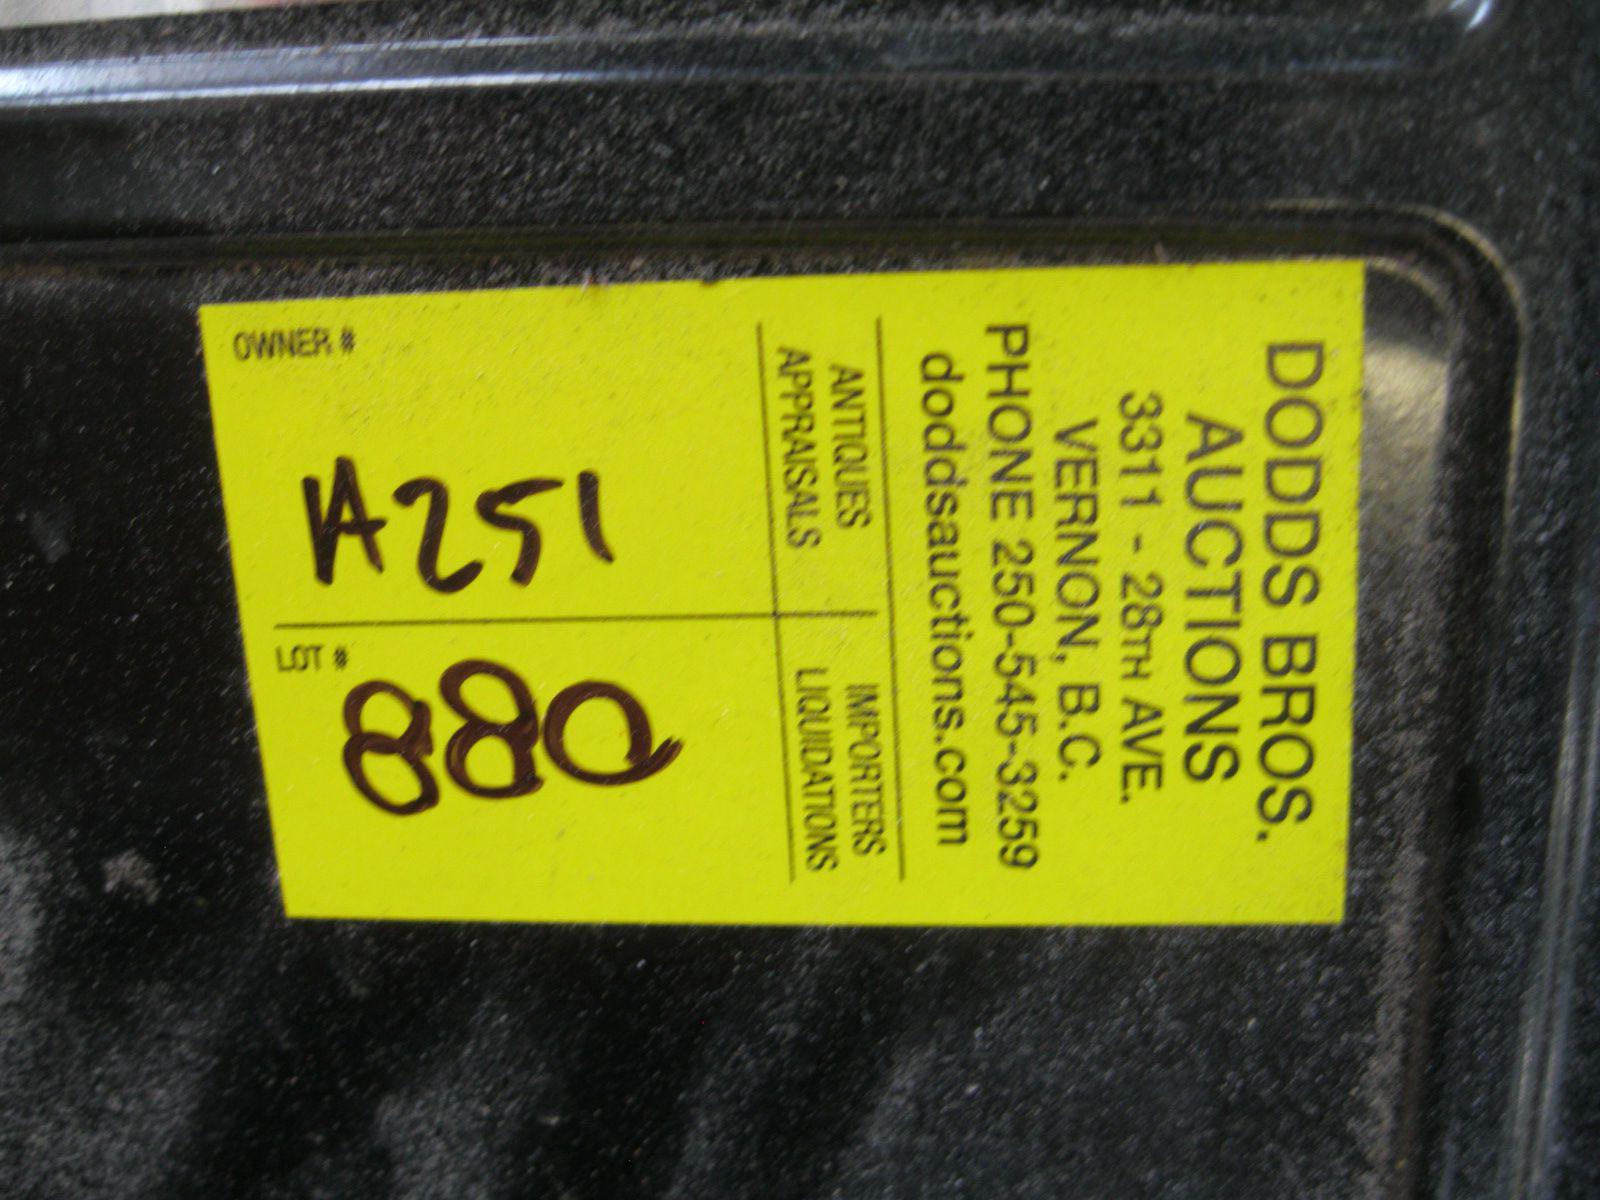 DODDS BROS.
AUCTIONS
3311 - 28TH AVE.
VERNON, B.C.
PHONE 250-545-3259
doddsauctions.com
ANTIQUES
APPRAISALS
IMPORTERS
LIQUIDATIONS
OWNER #
A251
LOT #
880